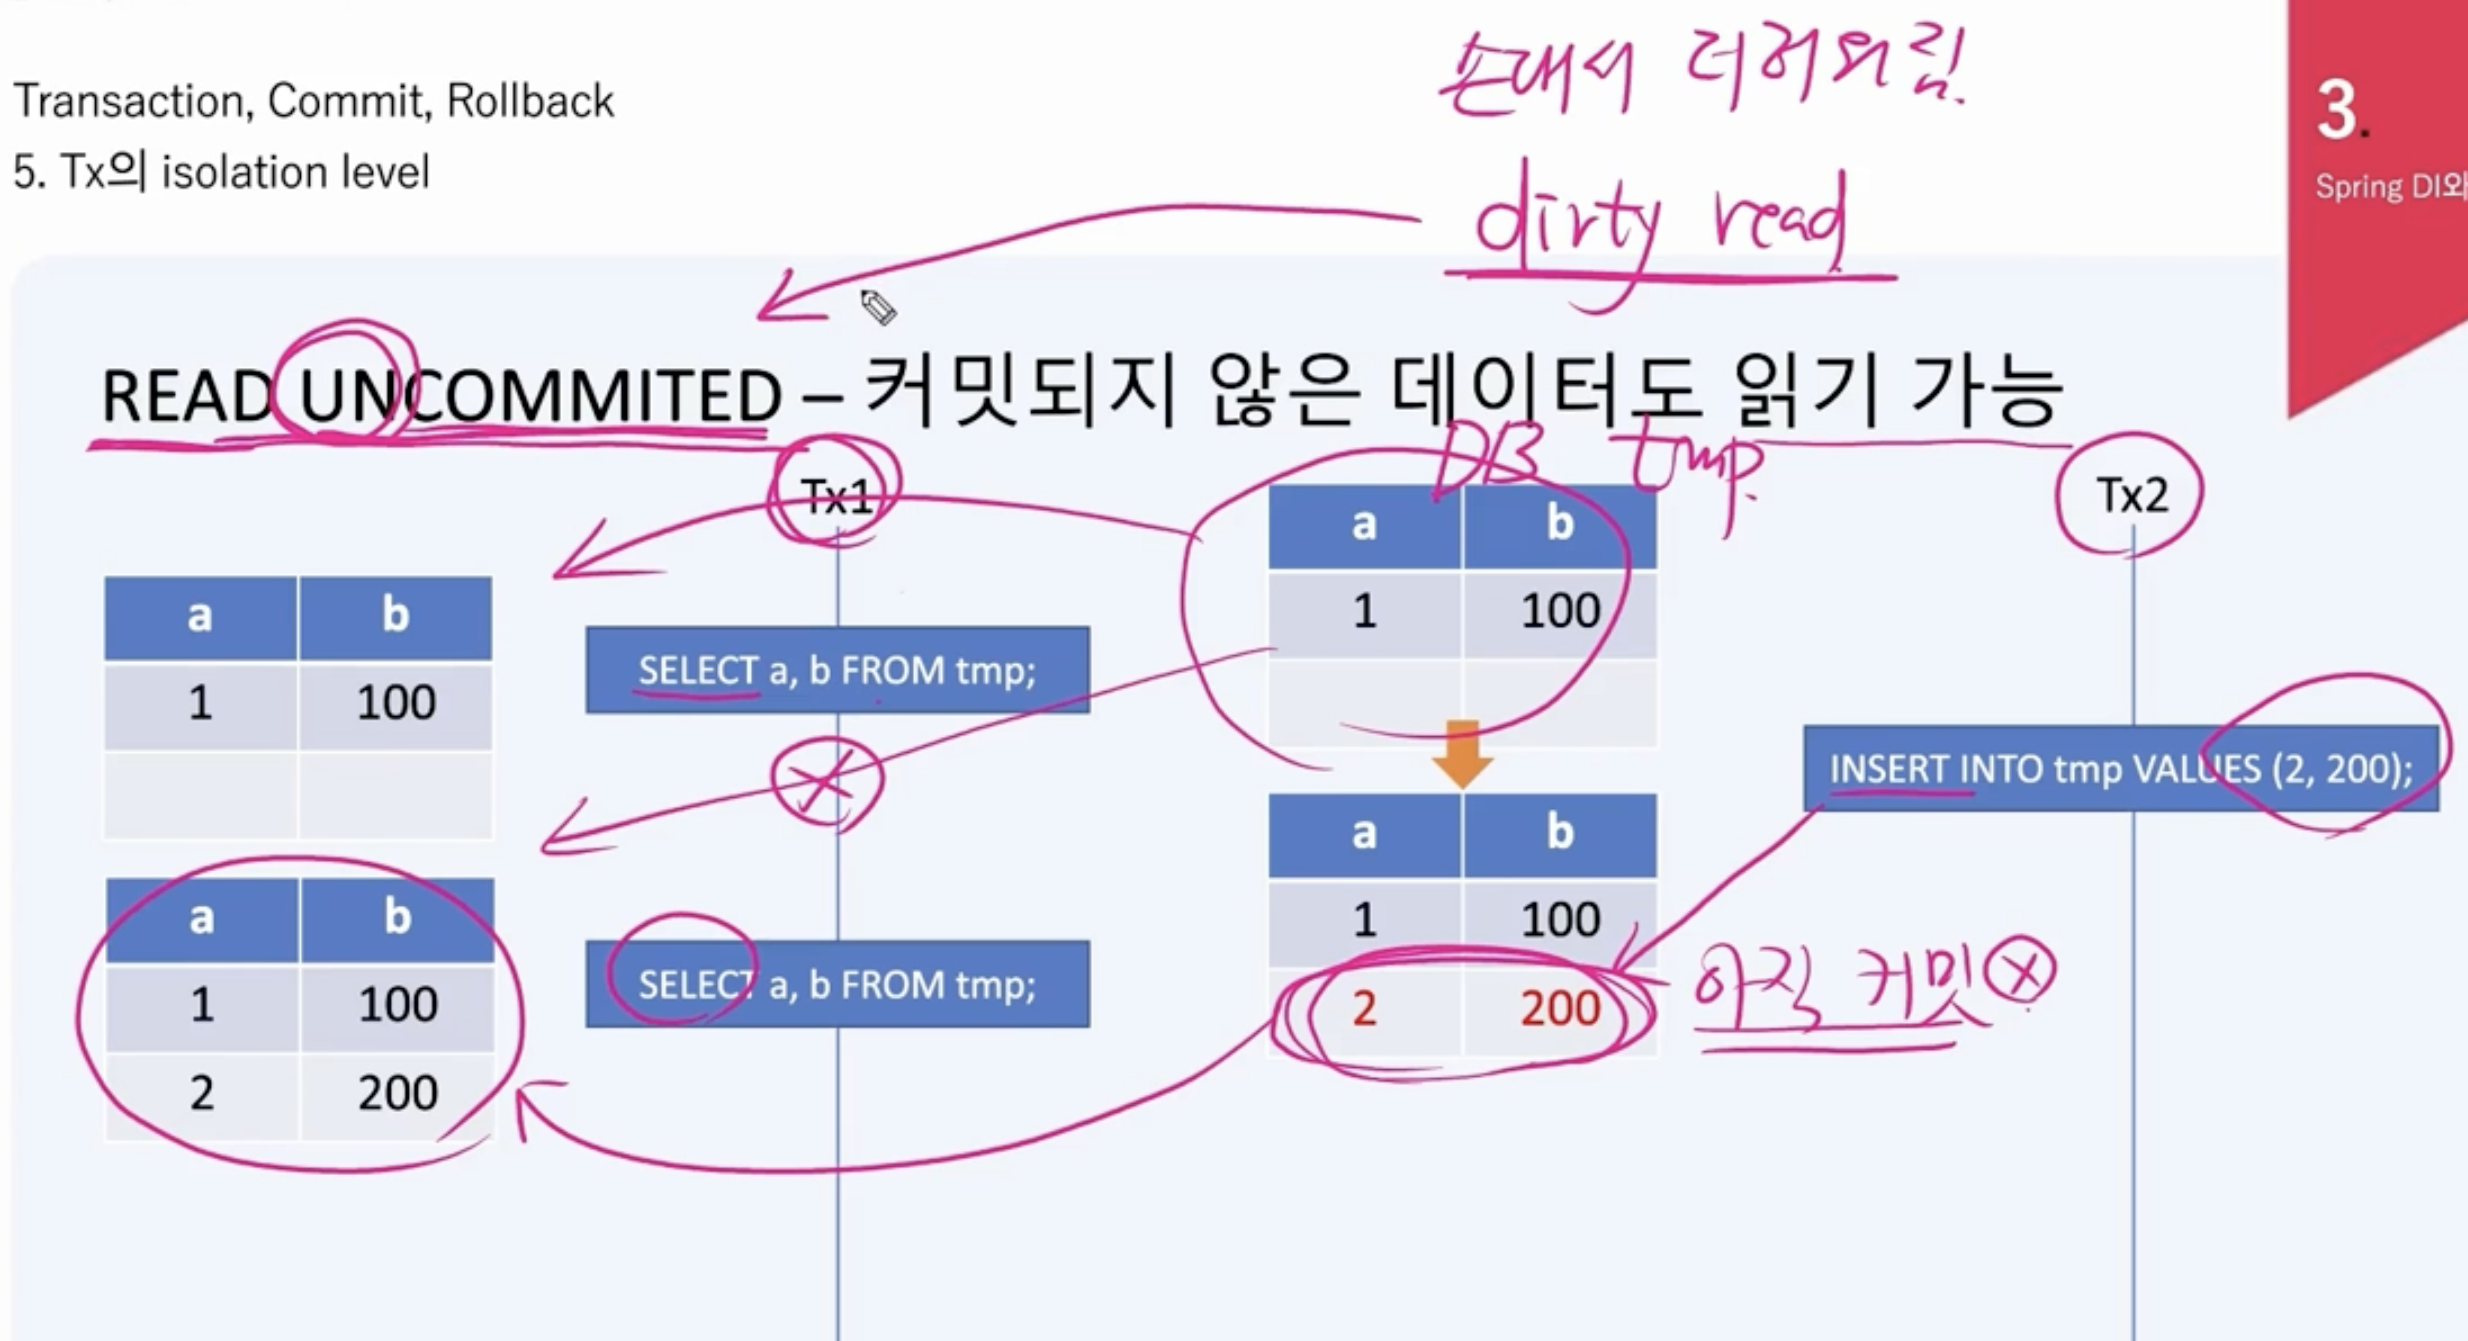 손대서 더러워짐.
Transaction, Commit, Rollback
5. Tx의 isolation level
3.
Spring DI와
dirty read
READ UNCOMMITED – 커밋되지 않은 데이터도 읽기 가능
DB tmp.
Tx1
Tx2
a b
1 100
a b
1 100
SELECT a, b FROM tmp;
INSERT INTO tmp VALUES (2, 200);
a b
1 100
2 200
아직 커밋 X
a b
1 100
2 200
SELECT a, b FROM tmp;